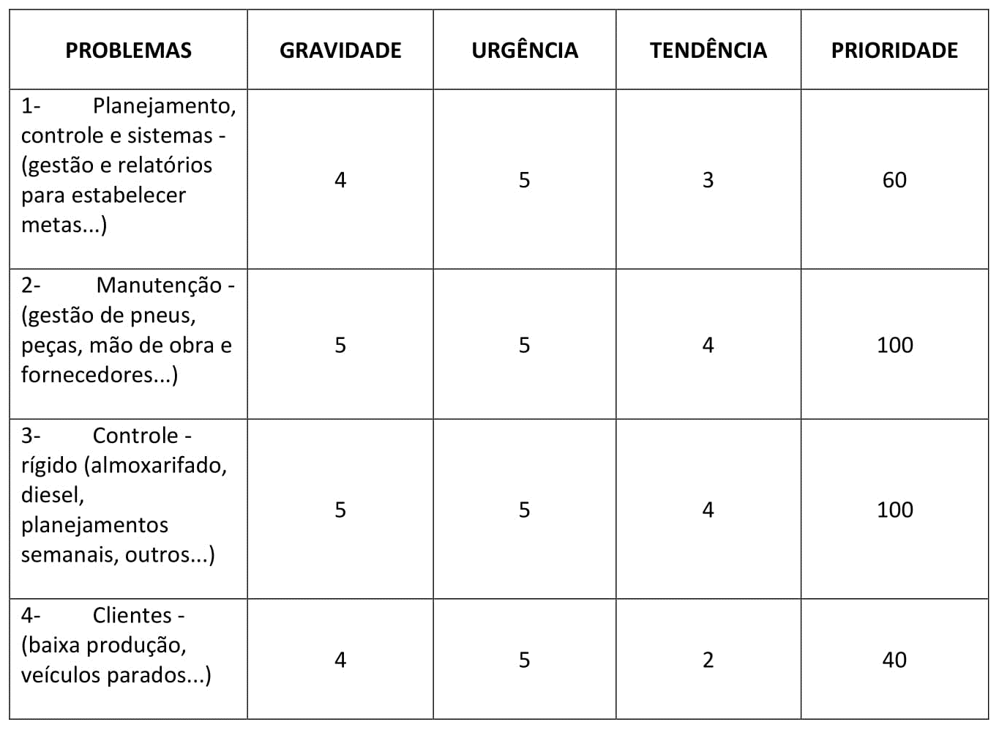 PROBLEMAS GRAVIDADE URGÊNCIA TENDÊNCIA PRIORIDADE
1- Planejamento,
controle e sistemas -
(gestão e relatórios
para estabelecer
metas...)
4 5 3 60
2- Manutenção -
(gestão de pneus,
peças, mão de obra e
fornecedores...)
5 5 4 100
3- Controle -
rígido (almoxarifado,
diesel,
planejamentos
semanais, outros...)
5 5 4 100
4- Clientes -
(baixa produção,
veículos parados...)
4 5 2 40